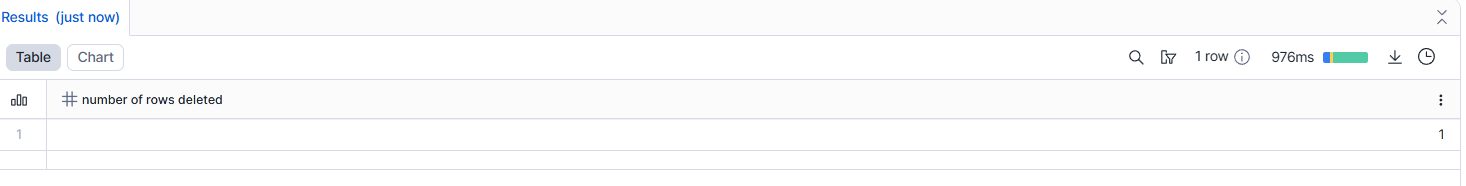 Results (just now)
Table Chart 1 row 976ms
number of rows deleted
1 1